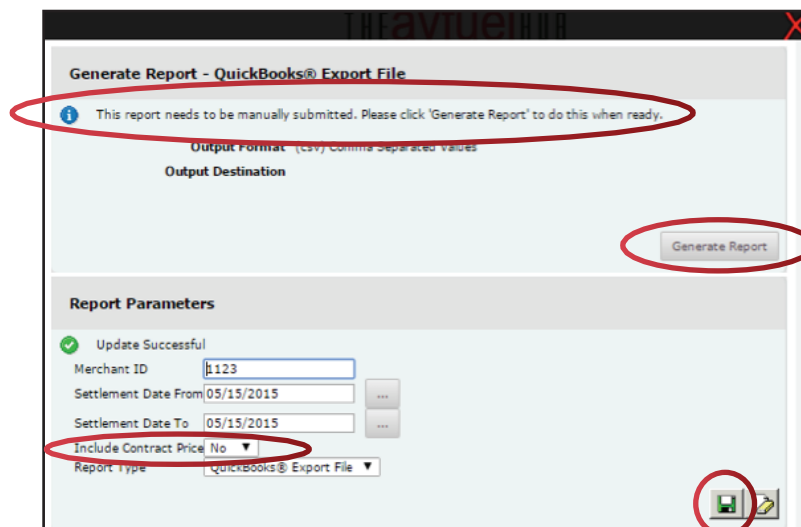 THEavfuelHUB
X
Generate Report - QuickBooks® Export File
This report needs to be manually submitted. Please click 'Generate Report' to do this when ready.
Output Format (csv) Comma Separated Values
Output Destination
Generate Report
Report Parameters
Update Successful
Merchant ID 1123
Settlement Date From 05/15/2015 ...
Settlement Date To 05/15/2015 ...
Include Contract Price No
Report Type QuickBooks® Export File